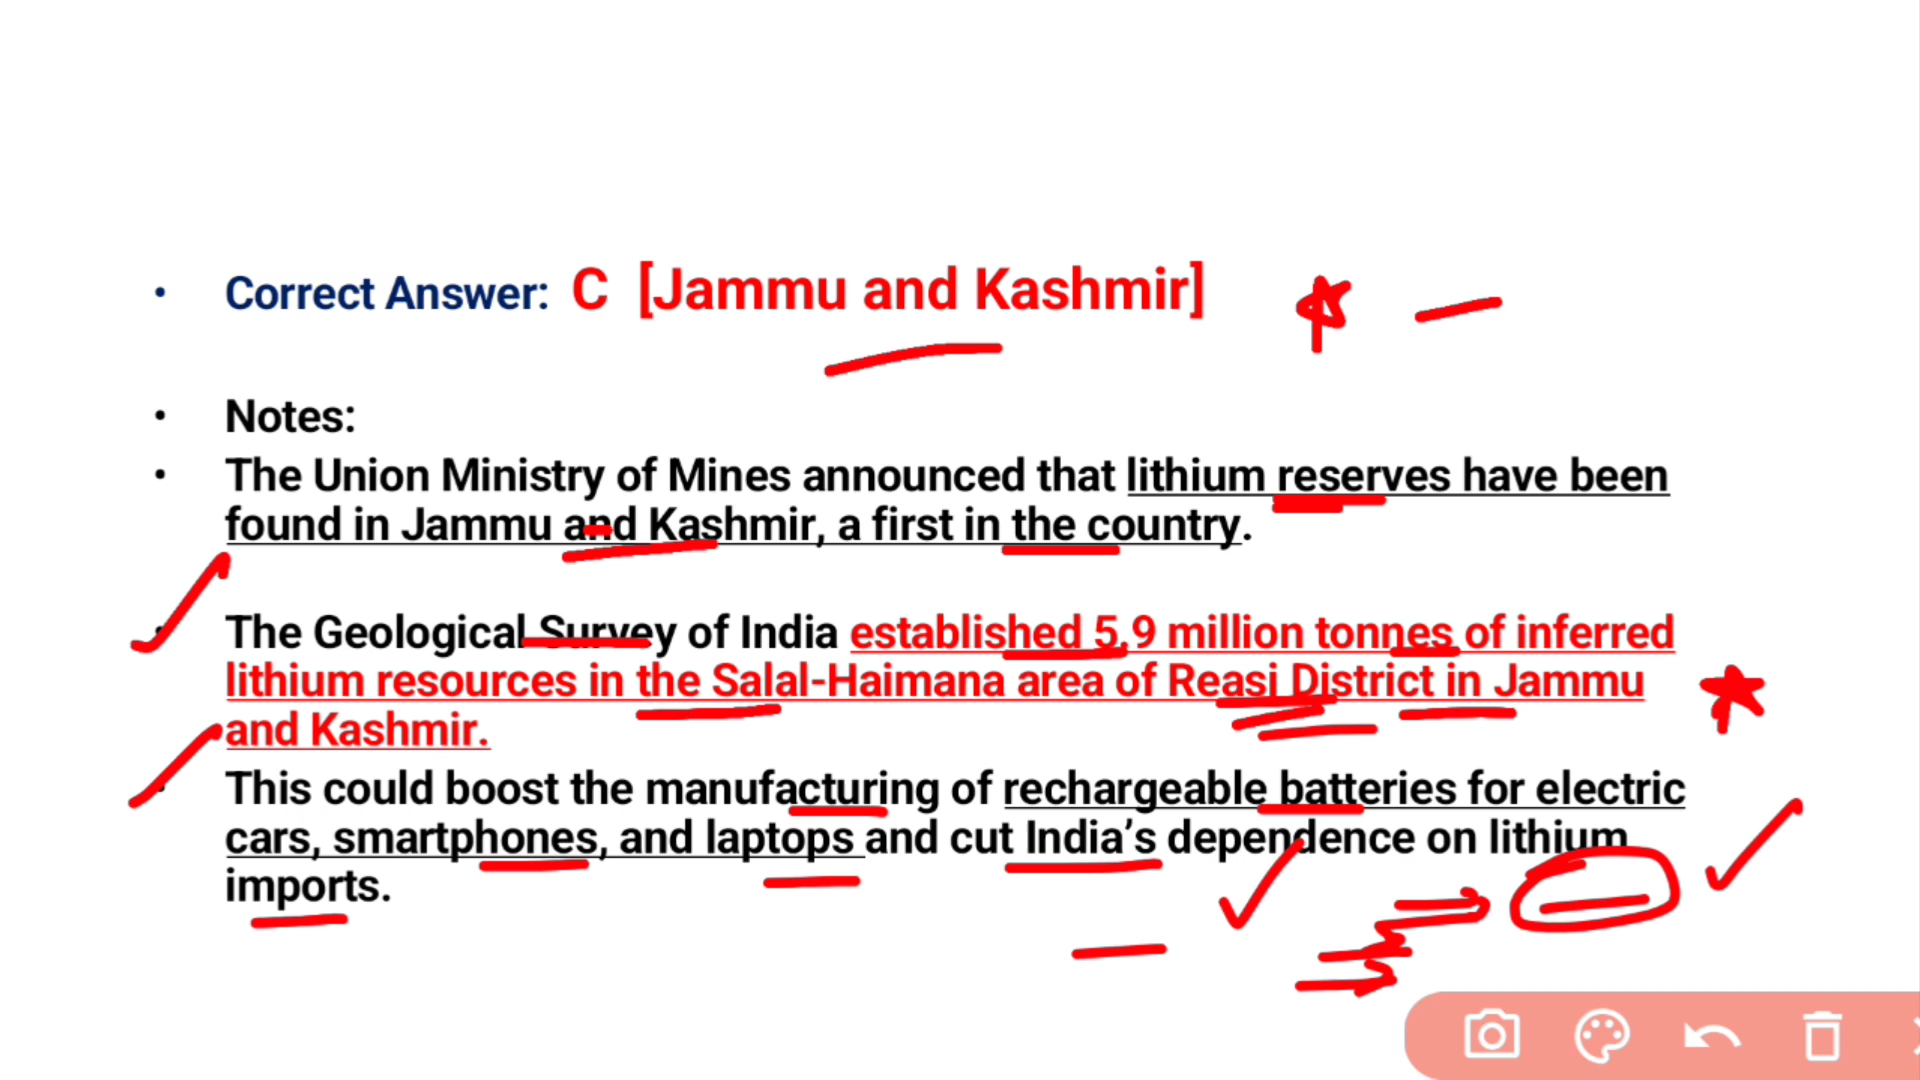 • Correct Answer: C [Jammu and Kashmir]
• Notes:
• The Union Ministry of Mines announced that lithium reserves have been
found in Jammu and Kashmir, a first in the country.
• The Geological Survey of India established 5.9 million tonnes of inferred
lithium resources in the Salal-Haimana area of Reasi District in Jammu
and Kashmir.
• This could boost the manufacturing of rechargeable batteries for electric
cars, smartphones, and laptops and cut India’s dependence on lithium
imports.